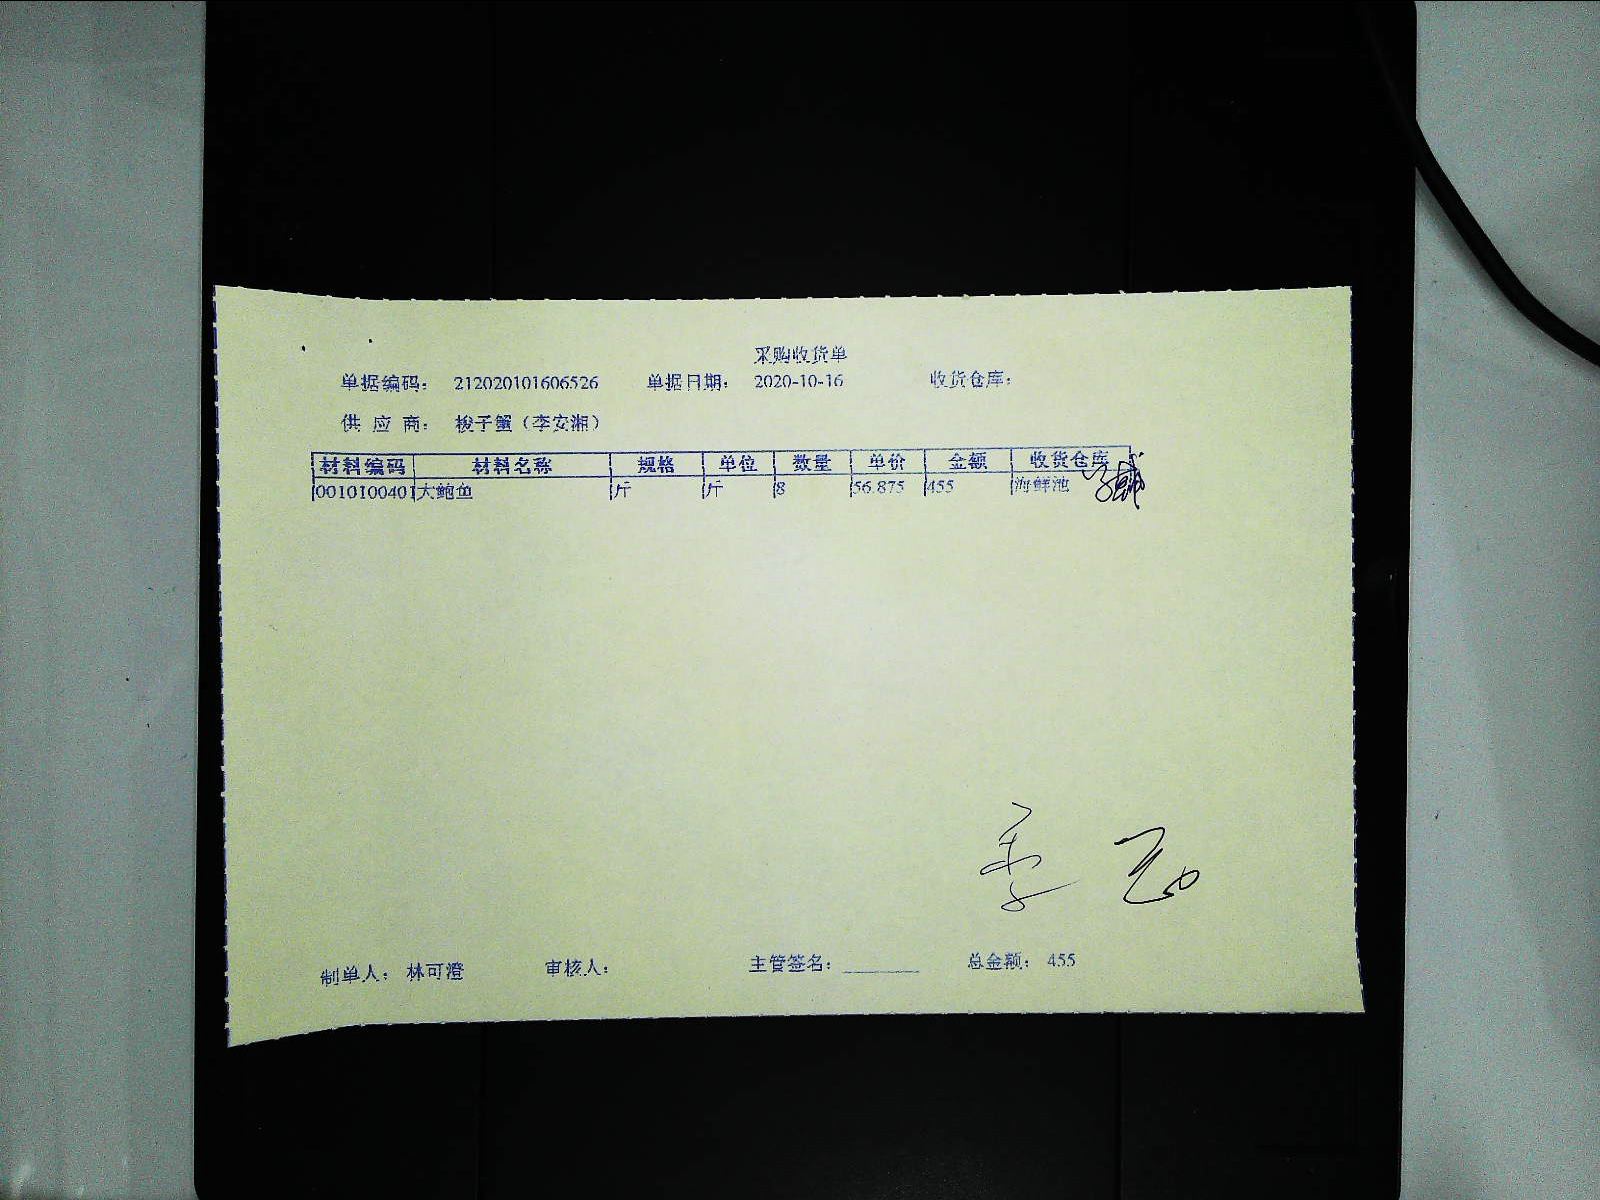 采购收货单
单据编码： 212020101606526 单据日期： 2020-10-16 收货仓库：
供 应 商： 梭子蟹（李安湘）
材料编码 材料名称 规格 单位 数量 单价 金额 收货仓库
0010100401 大鲍鱼 斤 斤 8 56.875 455 海鲜池
制单人： 林可澄 审核人： 主管签名： 总金额： 455